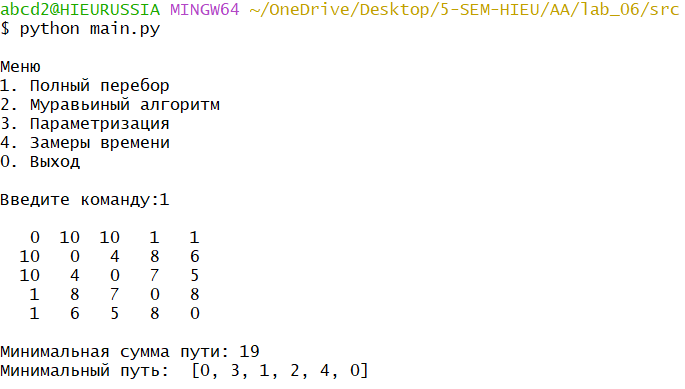 abcd2@HIEURUSSIA MINGW64 ~/OneDrive/Desktop/5-SEM-HIEU/AA/lab_06/src
$ python main.py
Меню
1. Полный перебор
2. Муравьиный алгоритм
3. Параметризация
4. Замеры времени
0. Выход
Введите команду:1
0 10 10 1 1
10 0 4 8 6
10 4 0 7 5
1 8 7 0 8
1 6 5 8 0
Минимальная сумма пути: 19
Минимальный путь: [0, 3, 1, 2, 4, 0]